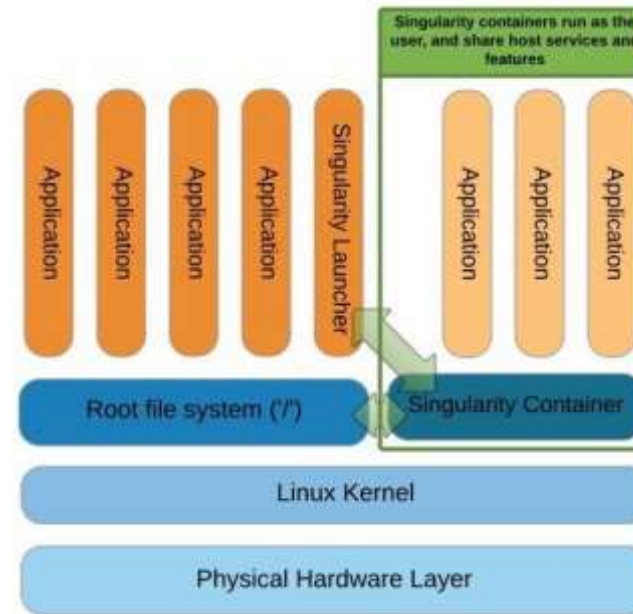 Singularity containers run as the
user, and share host services and
features
Application
Application
Application
Application
Singularity Launcher
Application
Application
Application
Root file system ('/')
Singularity Container
Linux Kernel
Physical Hardware Layer